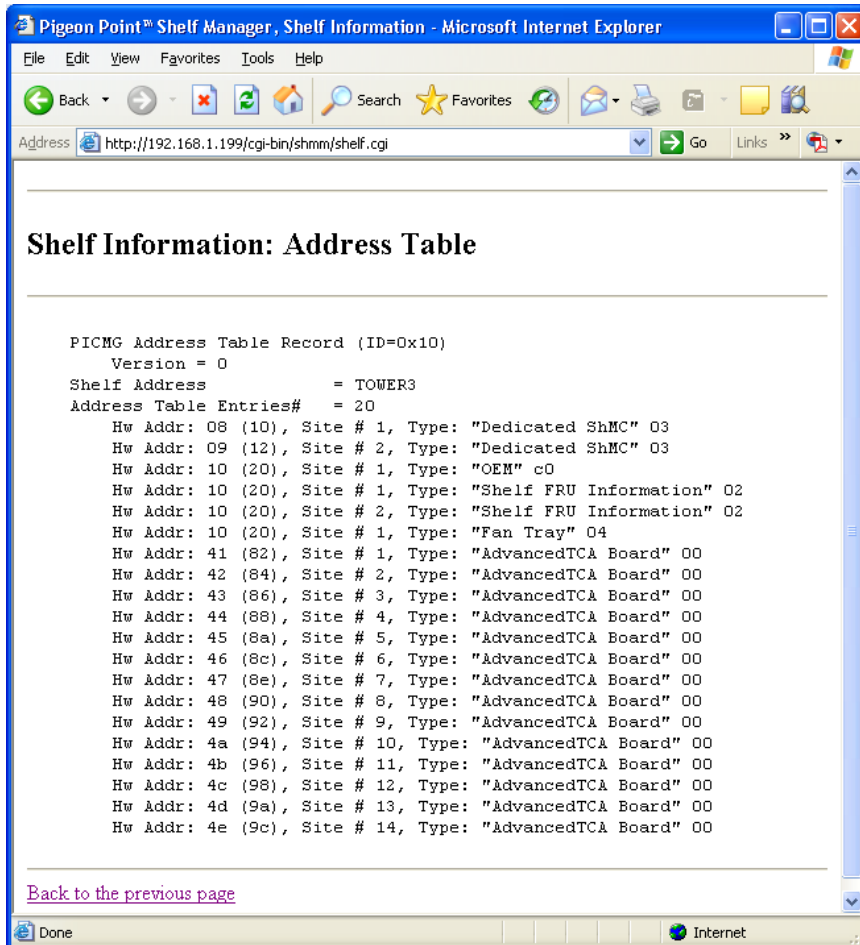 Pigeon Point™ Shelf Manager, Shelf Information - Microsoft Internet Explorer
File Edit View Favorites Tools Help
Back Search Favorites
Address http://192.168.1.199/cgi-bin/shmm/shelf.cgi Go Links »
Shelf Information: Address Table
PICMG Address Table Record (ID=0x10)
Version = 0
Shelf Address = TOWER3
Address Table Entries# = 20
Hw Addr: 08 (10), Site # 1, Type: "Dedicated ShMC" 03
Hw Addr: 09 (12), Site # 2, Type: "Dedicated ShMC" 03
Hw Addr: 10 (20), Site # 1, Type: "OEM" c0
Hw Addr: 10 (20), Site # 1, Type: "Shelf FRU Information" 02
Hw Addr: 10 (20), Site # 2, Type: "Shelf FRU Information" 02
Hw Addr: 10 (20), Site # 1, Type: "Fan Tray" 04
Hw Addr: 41 (82), Site # 1, Type: "AdvancedTCA Board" 00
Hw Addr: 42 (84), Site # 2, Type: "AdvancedTCA Board" 00
Hw Addr: 43 (86), Site # 3, Type: "AdvancedTCA Board" 00
Hw Addr: 44 (88), Site # 4, Type: "AdvancedTCA Board" 00
Hw Addr: 45 (8a), Site # 5, Type: "AdvancedTCA Board" 00
Hw Addr: 46 (8c), Site # 6, Type: "AdvancedTCA Board" 00
Hw Addr: 47 (8e), Site # 7, Type: "AdvancedTCA Board" 00
Hw Addr: 48 (90), Site # 8, Type: "AdvancedTCA Board" 00
Hw Addr: 49 (92), Site # 9, Type: "AdvancedTCA Board" 00
Hw Addr: 4a (94), Site # 10, Type: "AdvancedTCA Board" 00
Hw Addr: 4b (96), Site # 11, Type: "AdvancedTCA Board" 00
Hw Addr: 4c (98), Site # 12, Type: "AdvancedTCA Board" 00
Hw Addr: 4d (9a), Site # 13, Type: "AdvancedTCA Board" 00
Hw Addr: 4e (9c), Site # 14, Type: "AdvancedTCA Board" 00
Back to the previous page
Done Internet